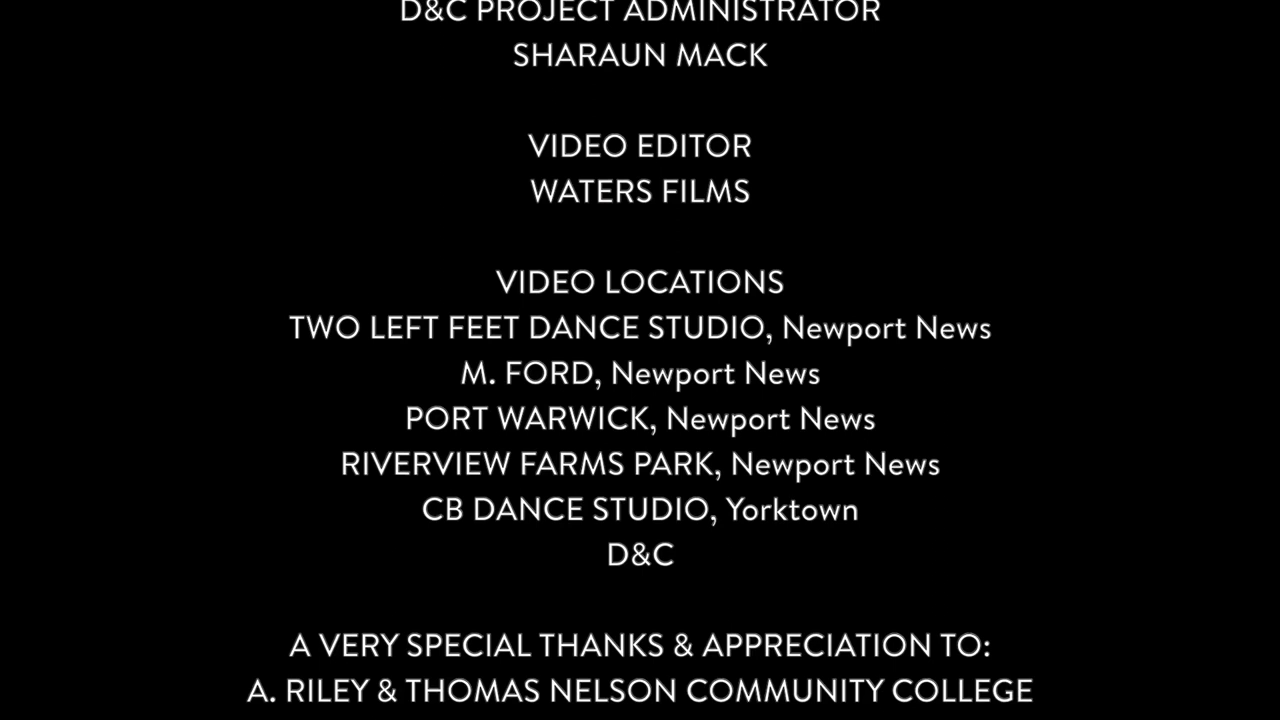 D&C PROJECT ADMINISTRATOR
SHARAUN MACK
VIDEO EDITOR
WATERS FILMS
VIDEO LOCATIONS
TWO LEFT FEET DANCE STUDIO, Newport News
M. FORD, Newport News
PORT WARWICK, Newport News
RIVERVIEW FARMS PARK, Newport News
CB DANCE STUDIO, Yorktown
D&C
A VERY SPECIAL THANKS & APPRECIATION TO:
A. RILEY & THOMAS NELSON COMMUNITY COLLEGE